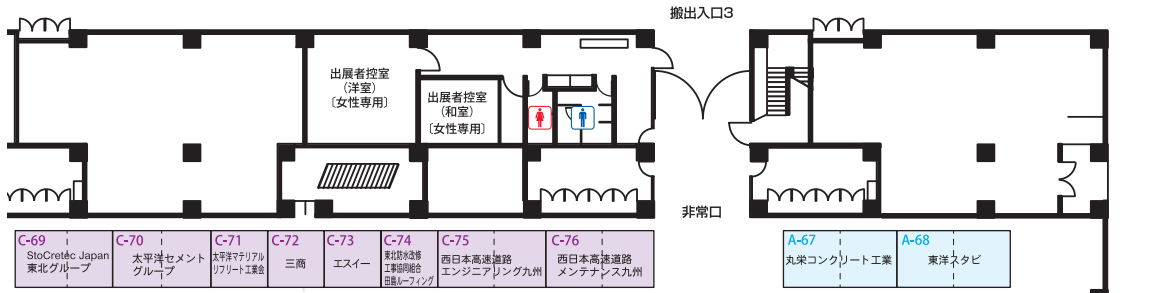 搬出入口3
出展者控室
(洋室)
〔女性専用〕
出展者控室
(和室)
〔女性専用〕
非常口
C-69
StoCretec Japan
東北グループ
C-70
太平洋セメント
グループ
C-71
太平洋マテリアル
リフリート工業会
C-72
三商
C-73
エスイー
C-74
東北防水改修
工事協同組合
田島ルーフィング
C-75
西日本高速道路
エンジニアリング九州
C-76
西日本高速道路
メンテナンス九州
A-67
丸栄コンクリート工業
A-68
東洋スタビ